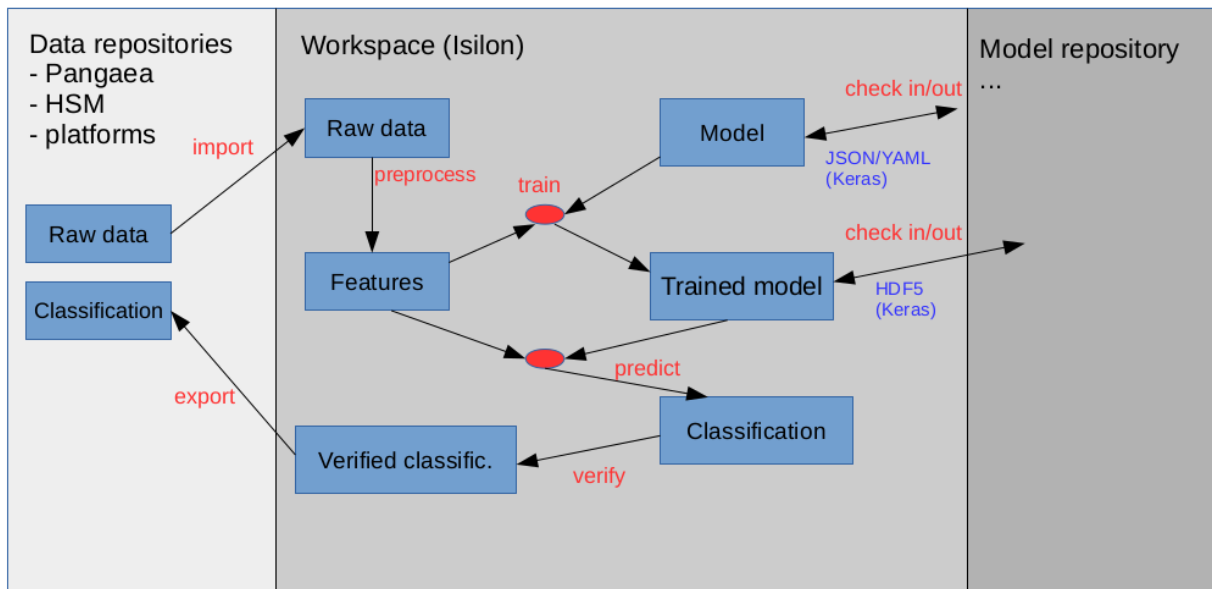 Data repositories
- Pangaea
- HSM
- platforms
import
Raw data
Classification
export
Workspace (Isilon)
Raw data
preprocess
Features
train
Model
check in/out
JSON/YAML
(Keras)
Trained model
check in/out
HDF5
(Keras)
predict
Classification
verify
Verified classific.
Model repository
...